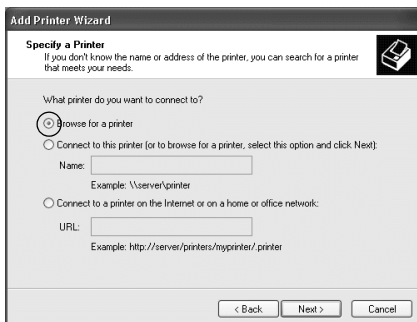 Add Printer Wizard
Specify a Printer
If you don't know the name or address of the printer, you can search for a printer
that meets your needs.
What printer do you want to connect to?
Browse for a printer
Connect to this printer (or to browse for a printer, select this option and click Next):
Name:
Example: \\server\printer
Connect to a printer on the Internet or on a home or office network:
URL:
Example: http://server/printers/myprinter/.printer
< Back Next > Cancel